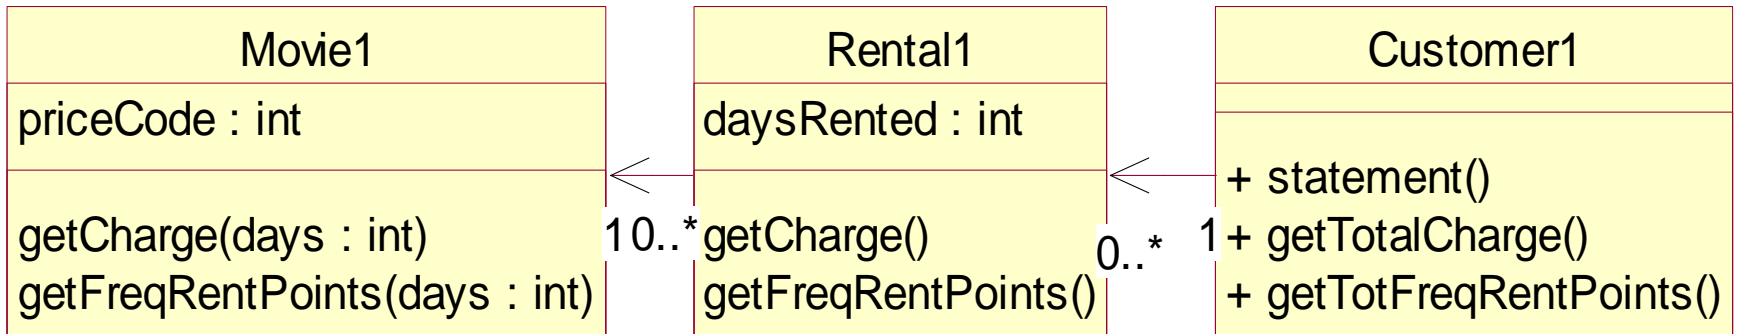 Movie1
priceCode : int
getCharge(days : int)
getFreqRentPoints(days : int)
1 0..*
Rental1
daysRented : int
getCharge()
getFreqRentPoints()
0..* 1
Customer1
+ statement()
+ getTotalCharge()
+ getTotFreqRentPoints()